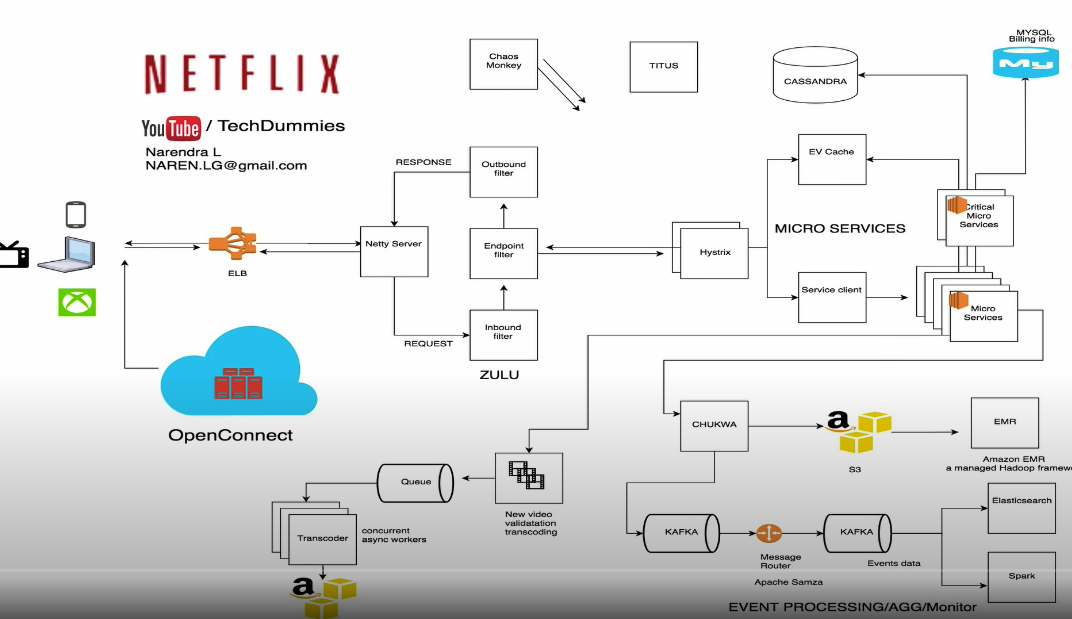 NETFLIX
YouTube / TechDummies
Narendra L
NAREN.LG@gmail.com
Chaos
Monkey
TITUS
CASSANDRA
MYSQL
Billing info
My
RESPONSE
Outbound
filter
EV Cache
Critical
Micro
Services
MICRO SERVICES
ELB
Netty Server
Endpoint
filter
Hystrix
Service client
Micro
Services
REQUEST
Inbound
filter
ZULU
OpenConnect
CHUKWA
a
S3
EMR
Amazon EMR
a managed Hadoop framew
Queue
New video
validatation
transcoding
Transcoder
concurrent
async workers
a
KAFKA
Message
Router
Apache Samza
KAFKA
Events data
Elasticsearch
Spark
EVENT PROCESSING/AGG/Monitor